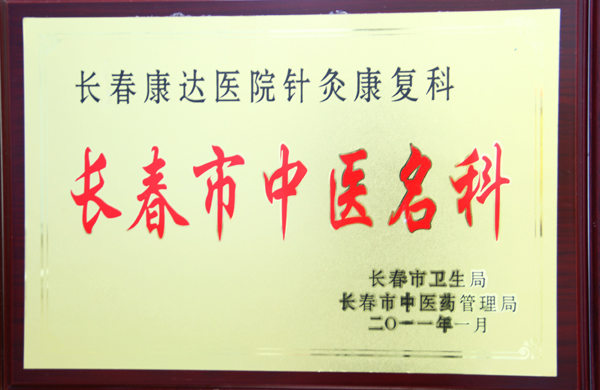 长春康达医院针灸康复科
长春市中医名科
长春市卫生局
长春市中医药管理局
二〇一一年一月